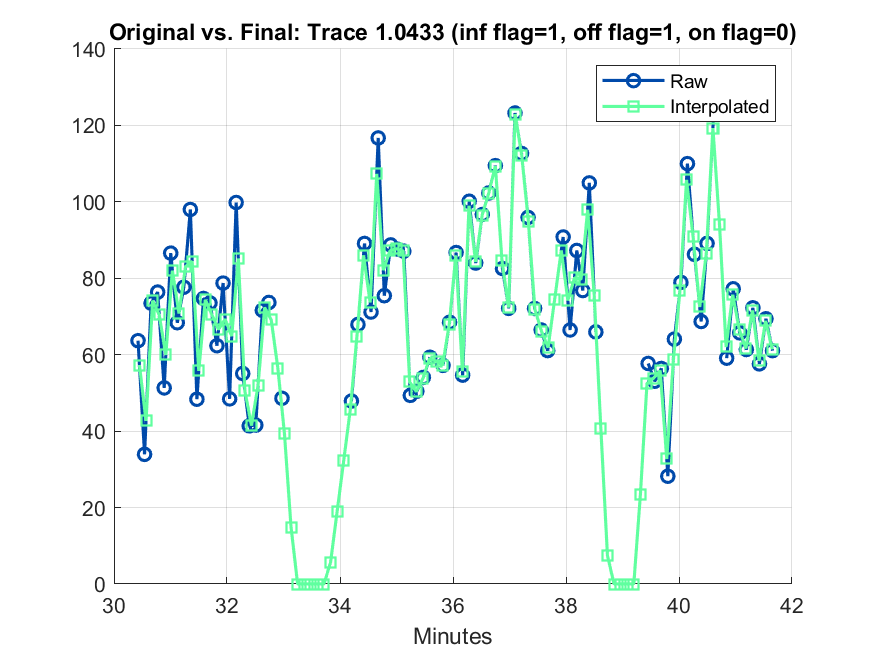 Original vs. Final: Trace 1.0433 (inf flag=1, off flag=1, on flag=0)
140
120
100
80
60
40
20
0
Raw
Interpolated
30 32 34 36 38 40 42
Minutes